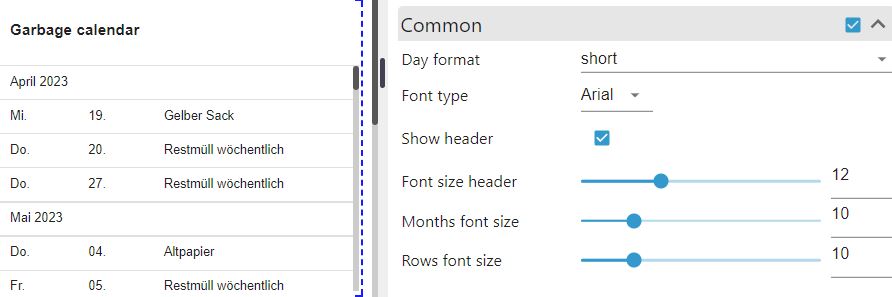 Garbage calendar
April 2023
Mi. 19. Gelber Sack
Do. 20. Restmüll wöchentlich
Do. 27. Restmüll wöchentlich
Mai 2023
Do. 04. Altpapier
Fr. 05. Restmüll wöchentlich
Common
Day format short
Font type Arial
Show header
Font size header 12
Months font size 10
Rows font size 10